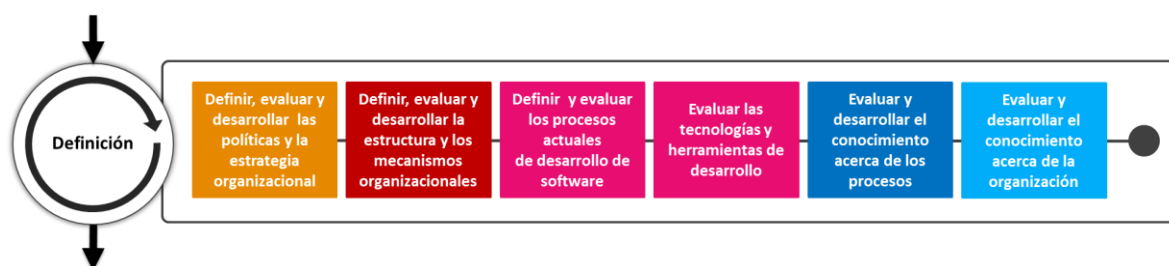 Definición
Definir, evaluar y
desarrollar las
políticas y la
estrategia
organizacional
Definir, evaluar y
desarrollar la
estructura y los
mecanismos
organizacionales
Definir y evaluar
los procesos
actuales
de desarrollo de
software
Evaluar las
tecnologías y
herramientas de
desarrollo
Evaluar y
desarrollar el
conocimiento
acerca de los
procesos
Evaluar y
desarrollar el
conocimiento
acerca de la
organización